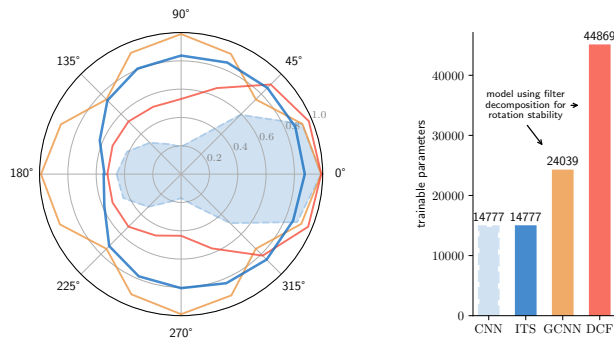 90°
135°
45°
1.0
0.8
0.6
0.4
0.2
180°
0°
225°
315°
270°
trainable parameters
40000
30000
20000
10000
0
44869
model using filter
decomposition for
rotation stability
24039
14777
14777
CNN
ITS
GCNN
DCF